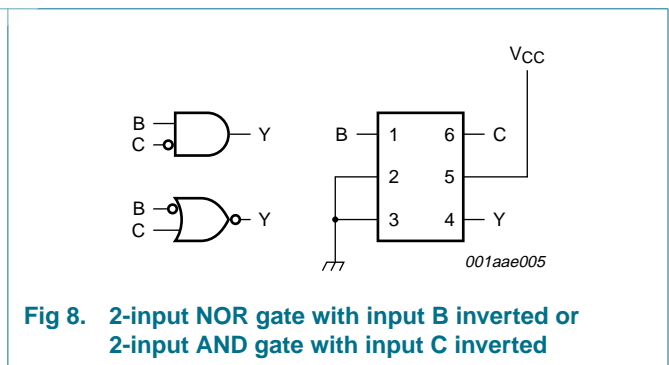 VCC
B
C
Y
B
C
Y
B 1 6 C
2 5
3 4 Y
001aae005
Fig 8. 2-input NOR gate with input B inverted or
2-input AND gate with input C inverted